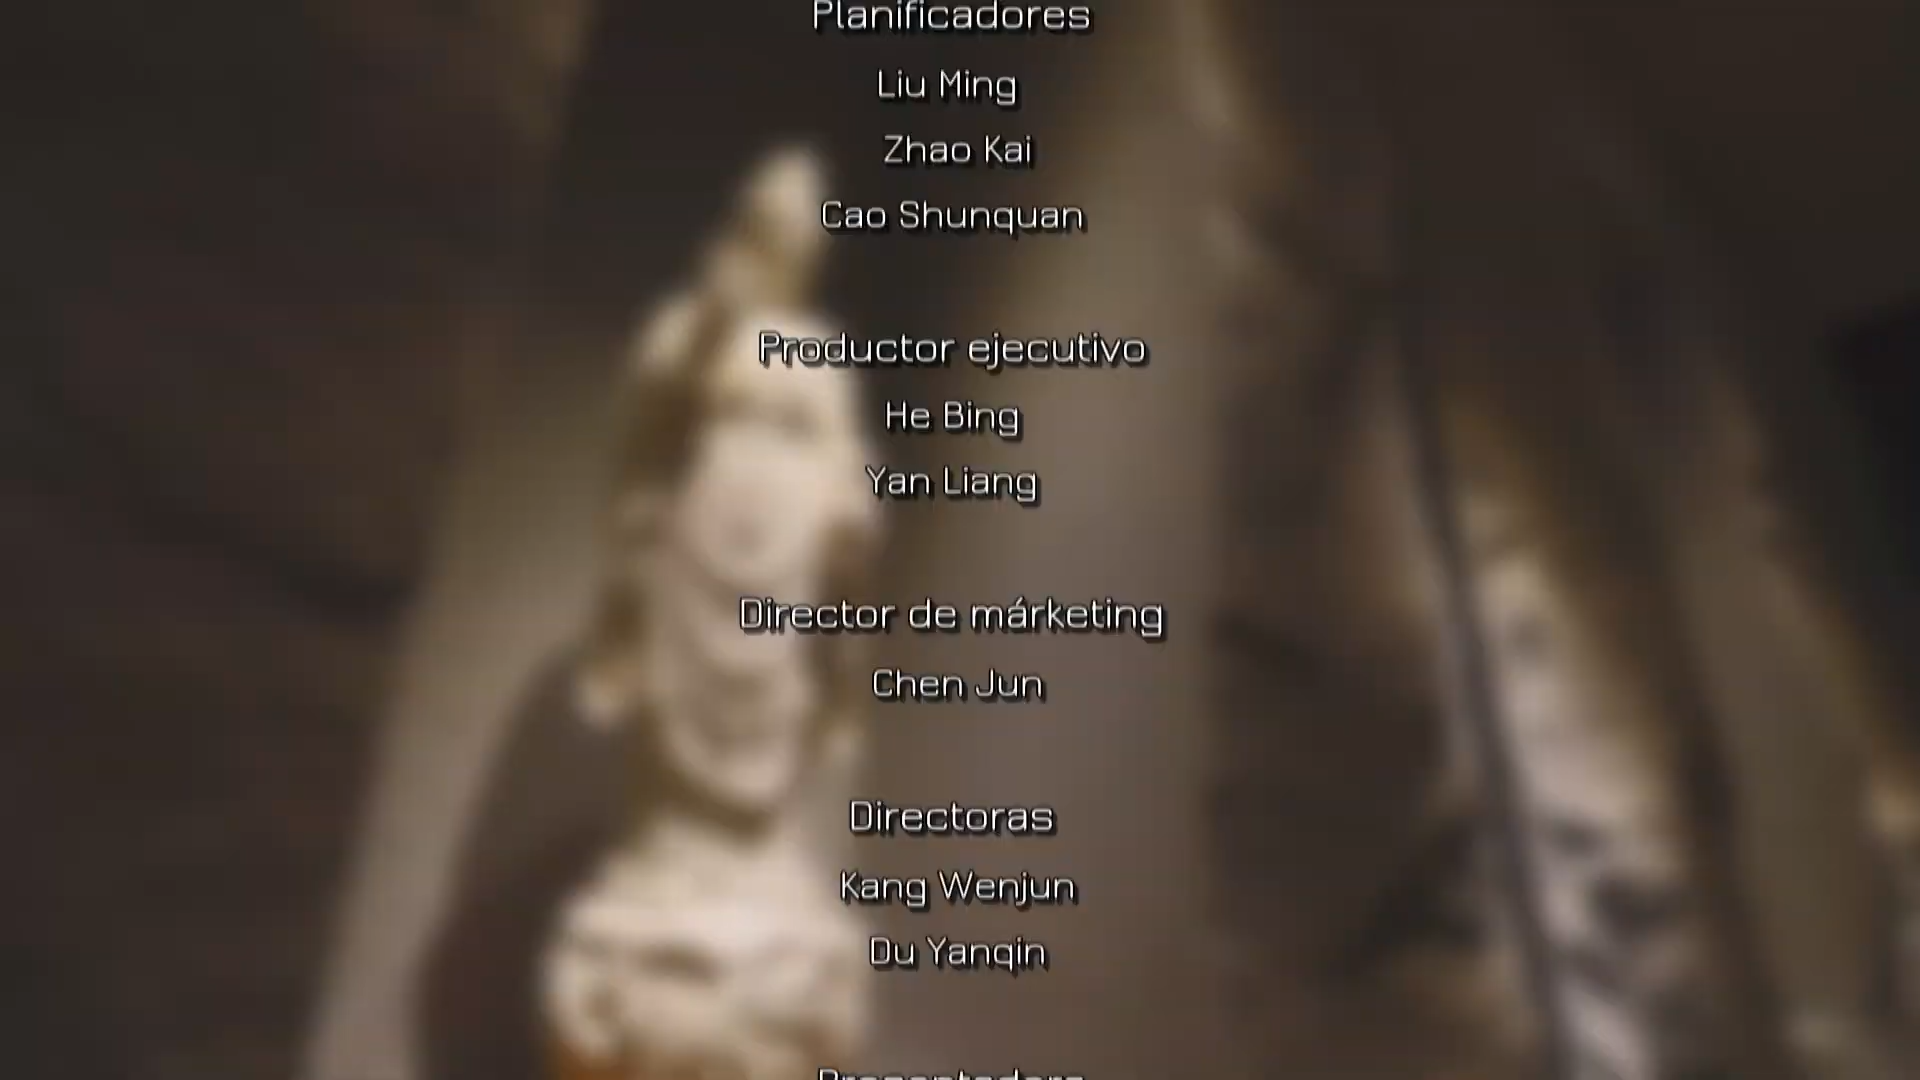 Planificadores
Liu Ming
Zhao Kai
Cao Shunquan
Productor ejecutivo
He Bing
Yan Liang
Director de márketing
Chen Jun
Directoras
Kang Wenjun
Du Yanqin